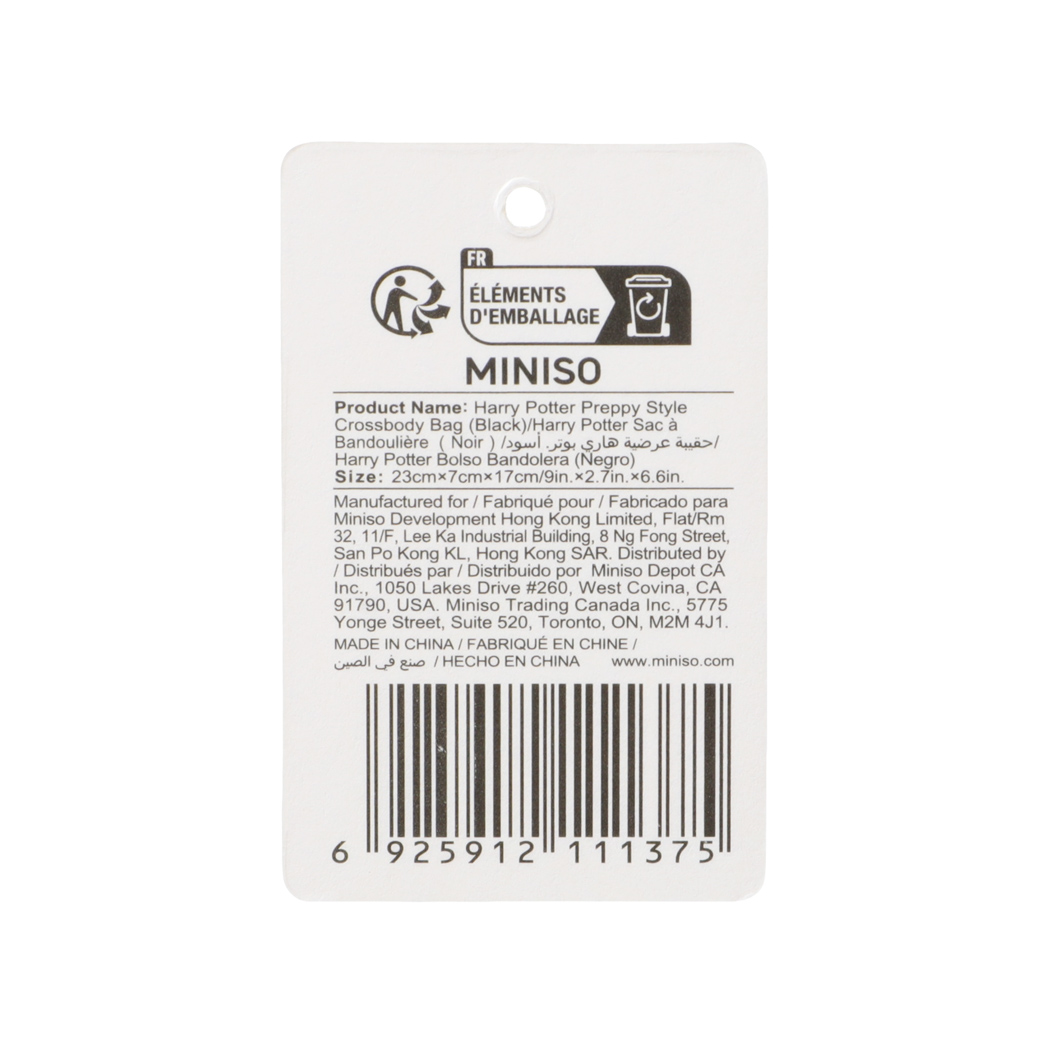 FR
ÉLÉMENTS
D'EMBALLAGE
MINISO
Product Name: Harry Potter Preppy Style
Crossbody Bag (Black)/Harry Potter Sac à
Bandoulière ( Noir ) /حقيبة عرضية هاري بوتر. أسود/
Harry Potter Bolso Bandolera (Negro)
Size: 23cm×7cm×17cm/9in.×2.7in.×6.6in.
Manufactured for / Fabriqué pour / Fabricado para
Miniso Development Hong Kong Limited, Flat/Rm
32, 11/F, Lee Ka Industrial Building, 8 Ng Fong Street,
San Po Kong KL, Hong Kong SAR. Distributed by
/ Distribués par / Distribuido por Miniso Depot CA
Inc., 1050 Lakes Drive #260, West Covina, CA
91790, USA. Miniso Trading Canada Inc., 5775
Yonge Street, Suite 520, Toronto, ON, M2M 4J1.
MADE IN CHINA / FABRIQUÉ EN CHINE /
صنع في الصين / HECHO EN CHINA www.miniso.com
6 925912 111375